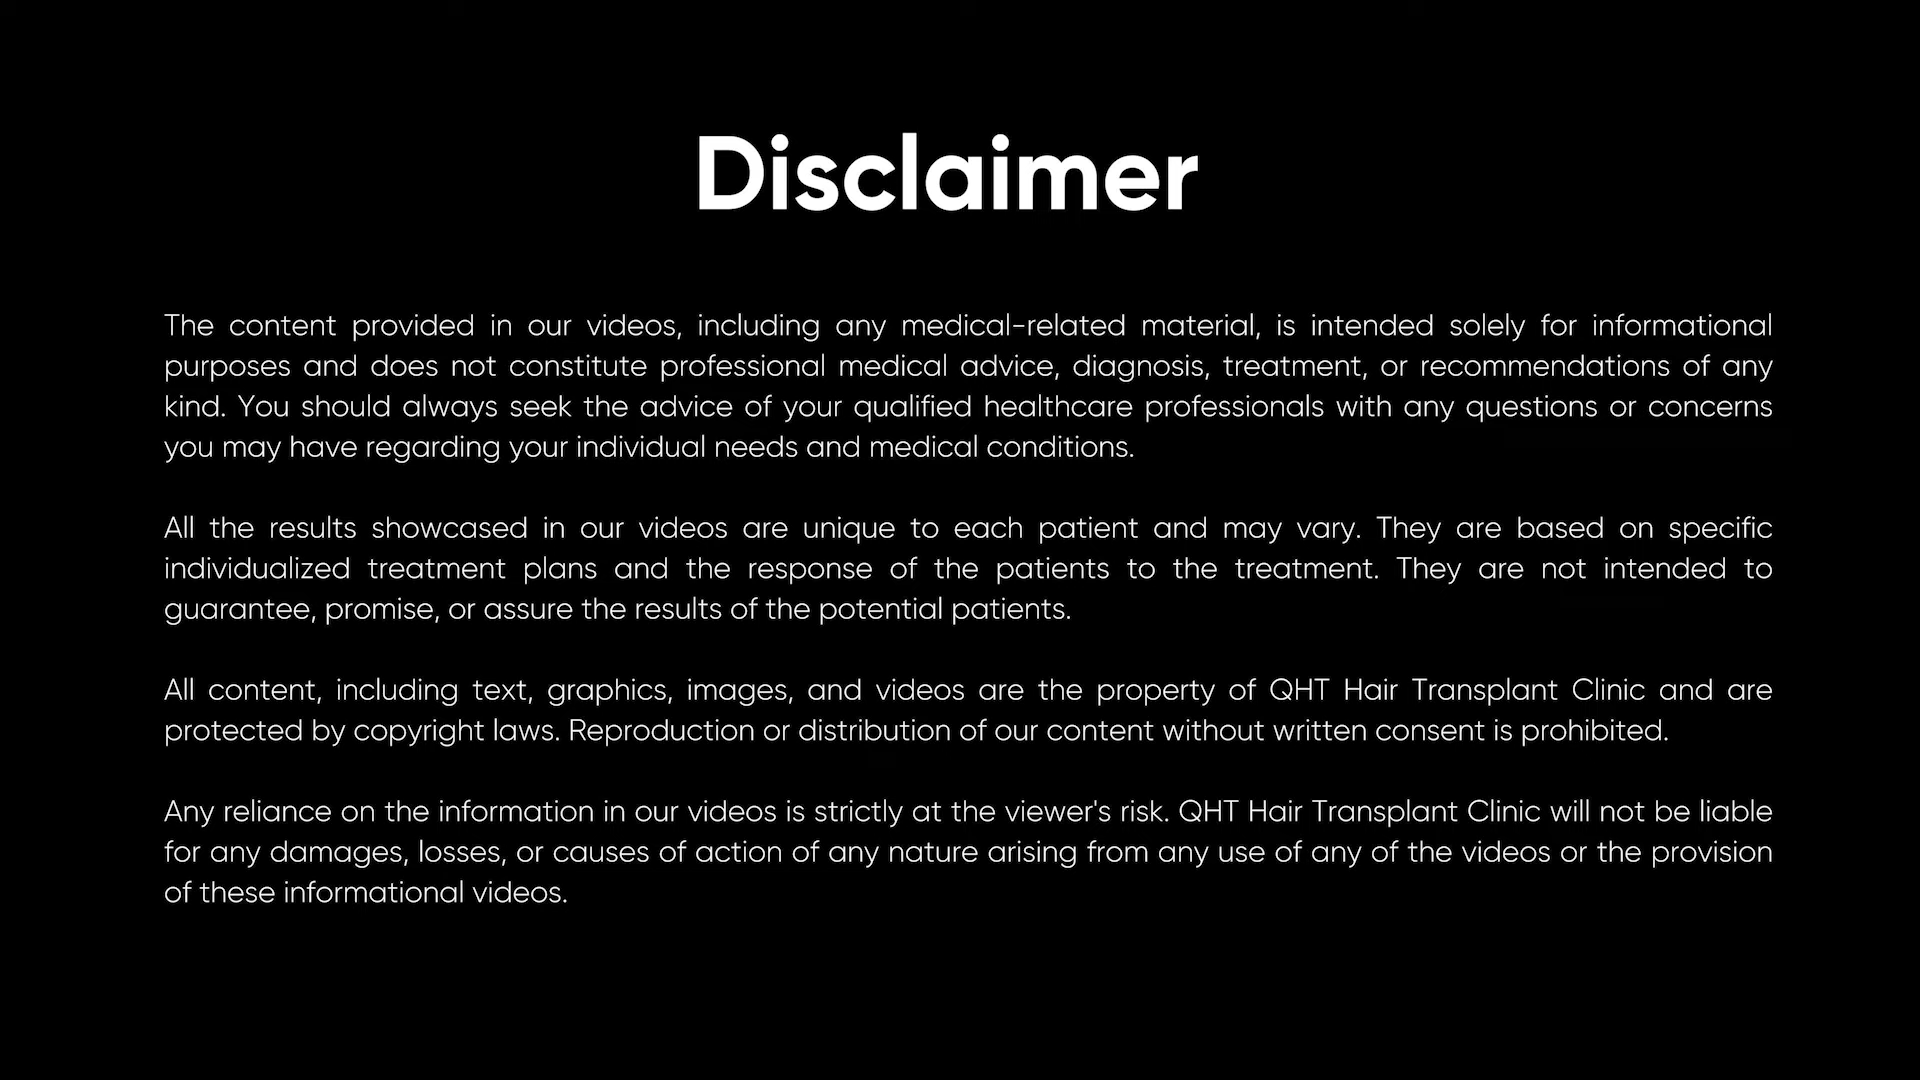 Disclaimer
The content provided in our videos, including any medical-related material, is intended solely for informational
purposes and does not constitute professional medical advice, diagnosis, treatment, or recommendations of any
kind. You should always seek the advice of your qualified healthcare professionals with any questions or concerns
you may have regarding your individual needs and medical conditions.
All the results showcased in our videos are unique to each patient and may vary. They are based on specific
individualized treatment plans and the response of the patients to the treatment. They are not intended to
guarantee, promise, or assure the results of the potential patients.
All content, including text, graphics, images, and videos are the property of QHT Hair Transplant Clinic and are
protected by copyright laws. Reproduction or distribution of our content without written consent is prohibited.
Any reliance on the information in our videos is strictly at the viewer's risk. QHT Hair Transplant Clinic will not be liable
for any damages, losses, or causes of action of any nature arising from any use of any of the videos or the provision
of these informational videos.